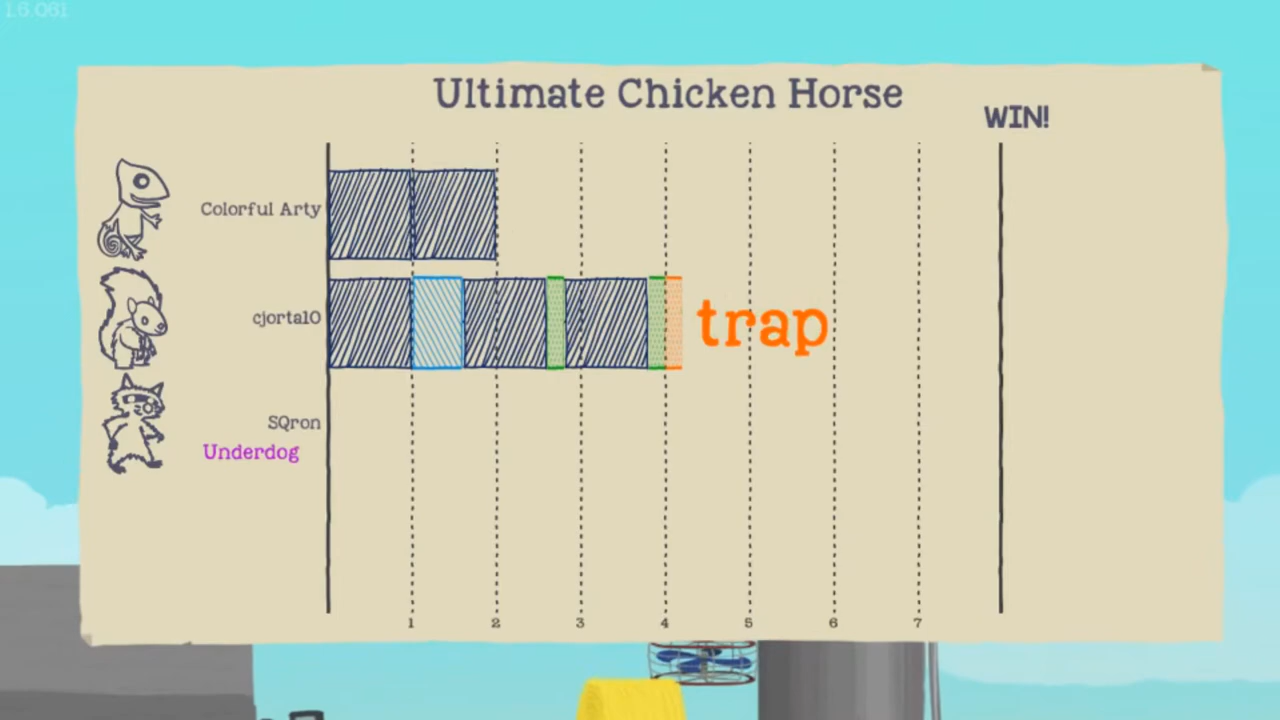 1.6.061
Ultimate Chicken Horse
WIN!
Colorful Arty
cjorta10
trap
SQron
Underdog
1 2 3 4 5 6 7